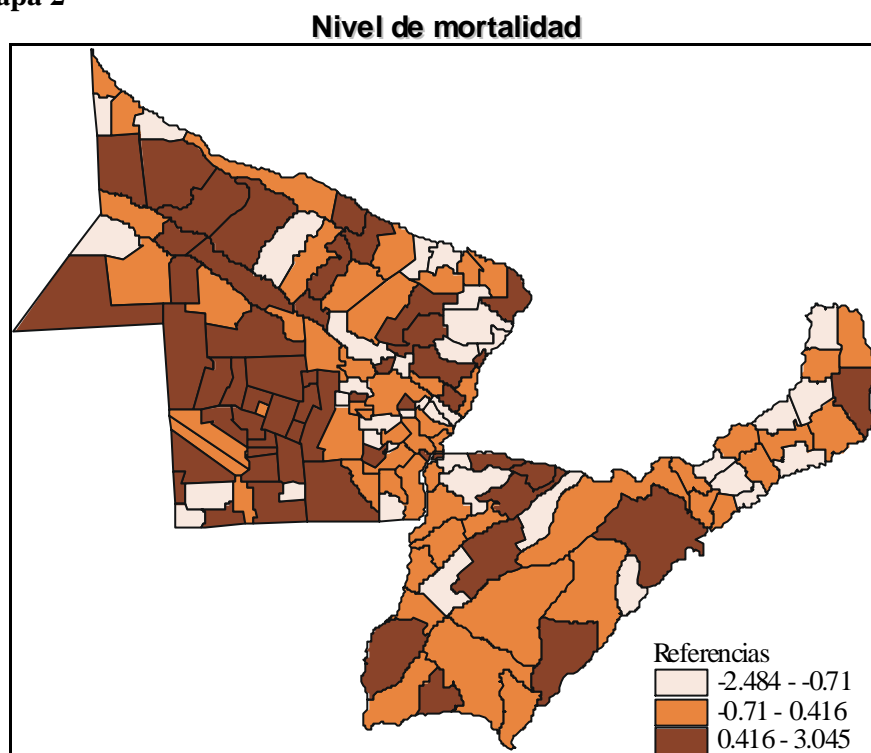 Nivel de mortalidad
Referencias
-2.484 - -0.71
-0.71 - 0.416
0.416 - 3.045